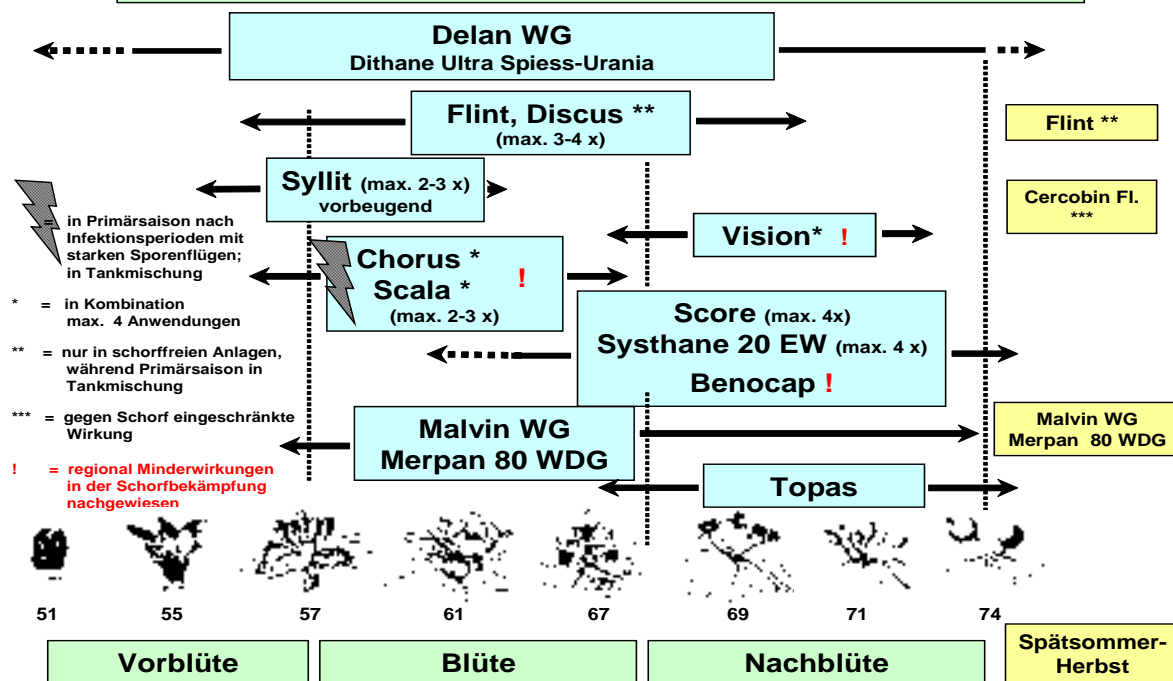 Delan WG
Dithane Ultra Spiess-Urania
Flint, Discus **
(max. 3-4 x)
Flint **
Syllit (max. 2-3 x)
vorbeugend
Cercobin Fl.
***
= in Primärsaison nach
Infektionsperioden mit
starken Sporenflügen;
in Tankmischung
Vision* !
Chorus *
Scala *
!
(max. 2-3 x)
* = in Kombination
max. 4 Anwendungen
Score (max. 4x)
Systhane 20 EW (max. 4 x)
Benocap !
** = nur in schorffreien Anlagen,
während Primärsaison in
Tankmischung
*** = gegen Schorf eingeschränkte
Wirkung
Malvin WG
Merpan 80 WDG
Malvin WG
Merpan 80 WDG
! = regional Minderwirkungen
in der Schorfbekämpfung
nachgewiesen
Topas
51 55 57 61 67 69 71 74
Vorblüte Blüte Nachblüte
Spätsommer-
Herbst